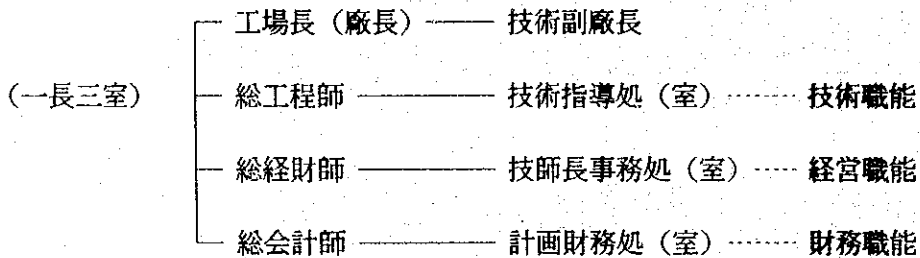 工場長（廠長） 技術副廠長
（一長三室） 総工程師 技術指導処（室） 技術職能
総経財師 技師長事務処（室） 経営職能
総会計師 計画財務処（室） 財務職能